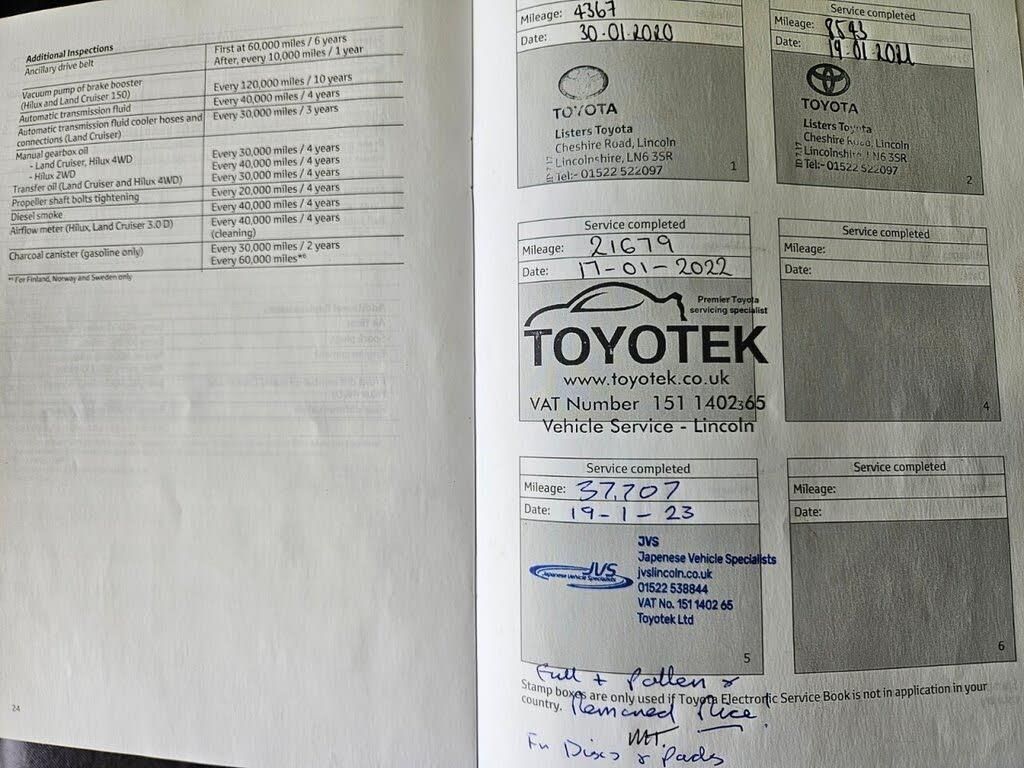 Additional Inspections
Ancillary drive belt
First at 60,000 miles / 6 years
After, every 10,000 miles / 1 year
Vacuum pump of brake booster
(Hilux and Land Cruiser 150)
Every 120,000 miles / 10 years
Automatic transmission fluid
Every 40,000 miles / 4 years
Automatic transmission fluid cooler hoses and
connections (Land Cruiser)
Every 30,000 miles / 3 years
Manual gearbox oil
- Land Cruiser, Hilux 4WD
Every 30,000 miles / 4 years
- Hilux 2WD
Every 40,000 miles / 4 years
Transfer oil (Land Cruiser and Hilux 4WD)
Every 30,000 miles / 4 years
Propeller shaft bolts tightening
Every 20,000 miles / 4 years
Diesel smoke
Every 40,000 miles / 4 years
Airflow meter (Hilux, Land Cruiser 3.0 D)
Every 40,000 miles / 4 years
(cleaning)
Charcoal canister (gasoline only)
Every 30,000 miles / 2 years
Every 60,000 miles*⁶
*⁶ For Finland, Norway and Sweden only
24
Mileage: 4367
Date: 30.01.2020
TOYOTA
Listers Toyota
Cheshire Road, Lincoln
Lincolnshire, LN6 3SR
Tel:- 01522 522097
1
Service completed
Mileage: 8593
Date: 19.01.2021
TOYOTA
Listers Toyota
Cheshire Road, Lincoln
Lincolnshire LN6 3SR
Tel:- 01522 522097
2
Service completed
Mileage: 21679
Date: 17-01-2022
Premier Toyota
servicing specialist
TOYOTEK
www.toyotek.co.uk
VAT Number 151 1402 65
3
Vehicle Service - Lincoln
Service completed
Mileage:
Date:
4
Service completed
Mileage: 37,707
Date: 19-1-23
JVS
Japanese Vehicle Specialists
JVS
Japenese Vehicle Specialists
jvslincoln.co.uk
01522 538844
VAT No. 151 1402 65
Toyotek Ltd
5
Service completed
Mileage:
Date:
6
Full + Pollen &
Stamp boxes are only used if Toyota Electronic Service Book is not in application in your
country.
Removed
Discs & Pads